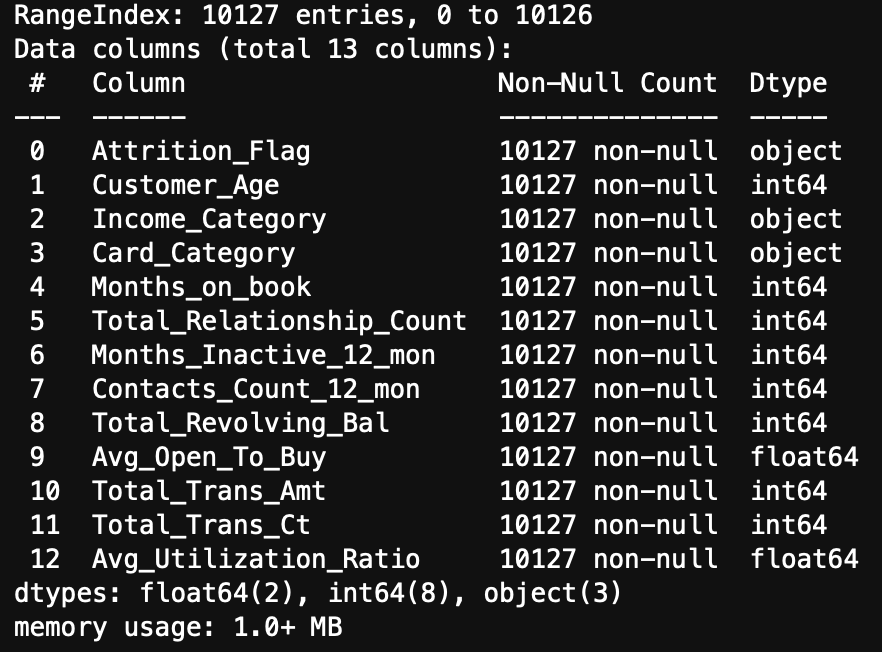 RangeIndex: 10127 entries, 0 to 10126
Data columns (total 13 columns):
 #   Column                    Non-Null Count  Dtype
---  ------                    --------------  -----
 0   Attrition_Flag            10127 non-null  object
 1   Customer_Age              10127 non-null  int64
 2   Income_Category           10127 non-null  object
 3   Card_Category             10127 non-null  object
 4   Months_on_book            10127 non-null  int64
 5   Total_Relationship_Count  10127 non-null  int64
 6   Months_Inactive_12_mon    10127 non-null  int64
 7   Contacts_Count_12_mon     10127 non-null  int64
 8   Total_Revolving_Bal       10127 non-null  int64
 9   Avg_Open_To_Buy           10127 non-null  float64
 10  Total_Trans_Amt           10127 non-null  int64
 11  Total_Trans_Ct            10127 non-null  int64
 12  Avg_Utilization_Ratio     10127 non-null  float64
dtypes: float64(2), int64(8), object(3)
memory usage: 1.0+ MB